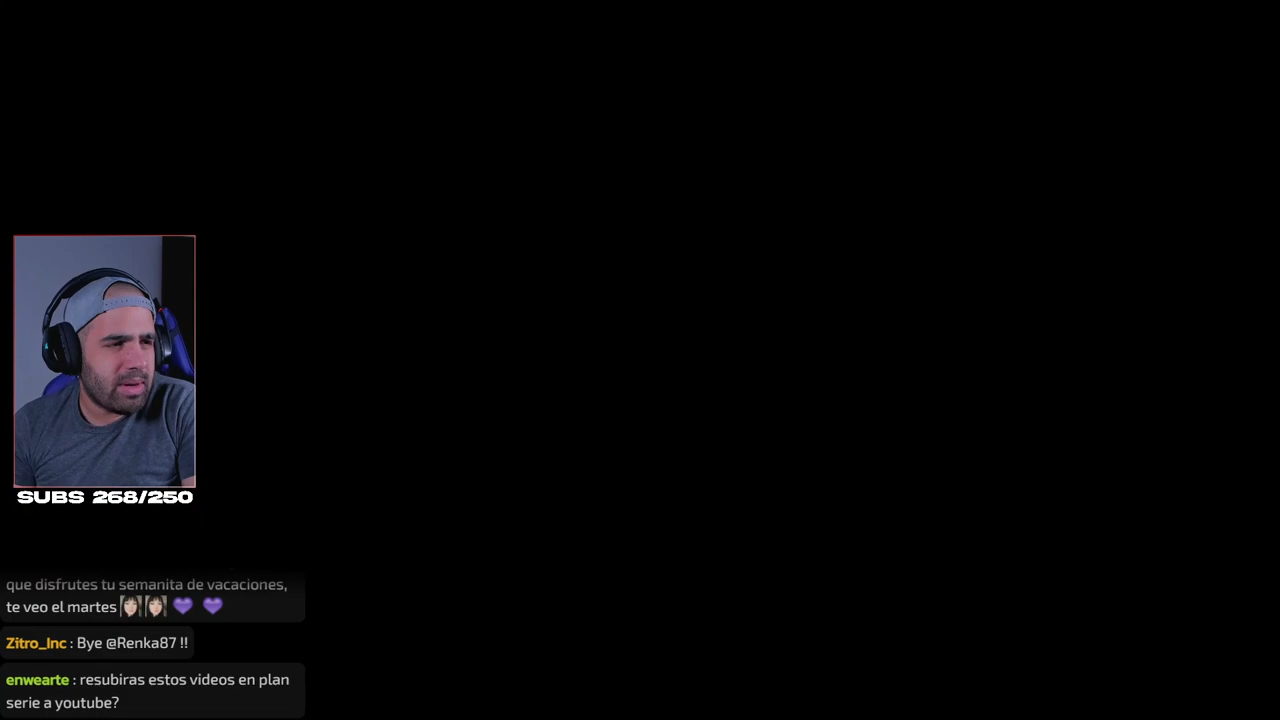 SUBS 268/250
que disfrutes tu semanita de vacaciones,
te veo el martes
Zitro_Inc : Bye @Renka87 !!
enwearte : resubiras estos videos en plan
serie a youtube?